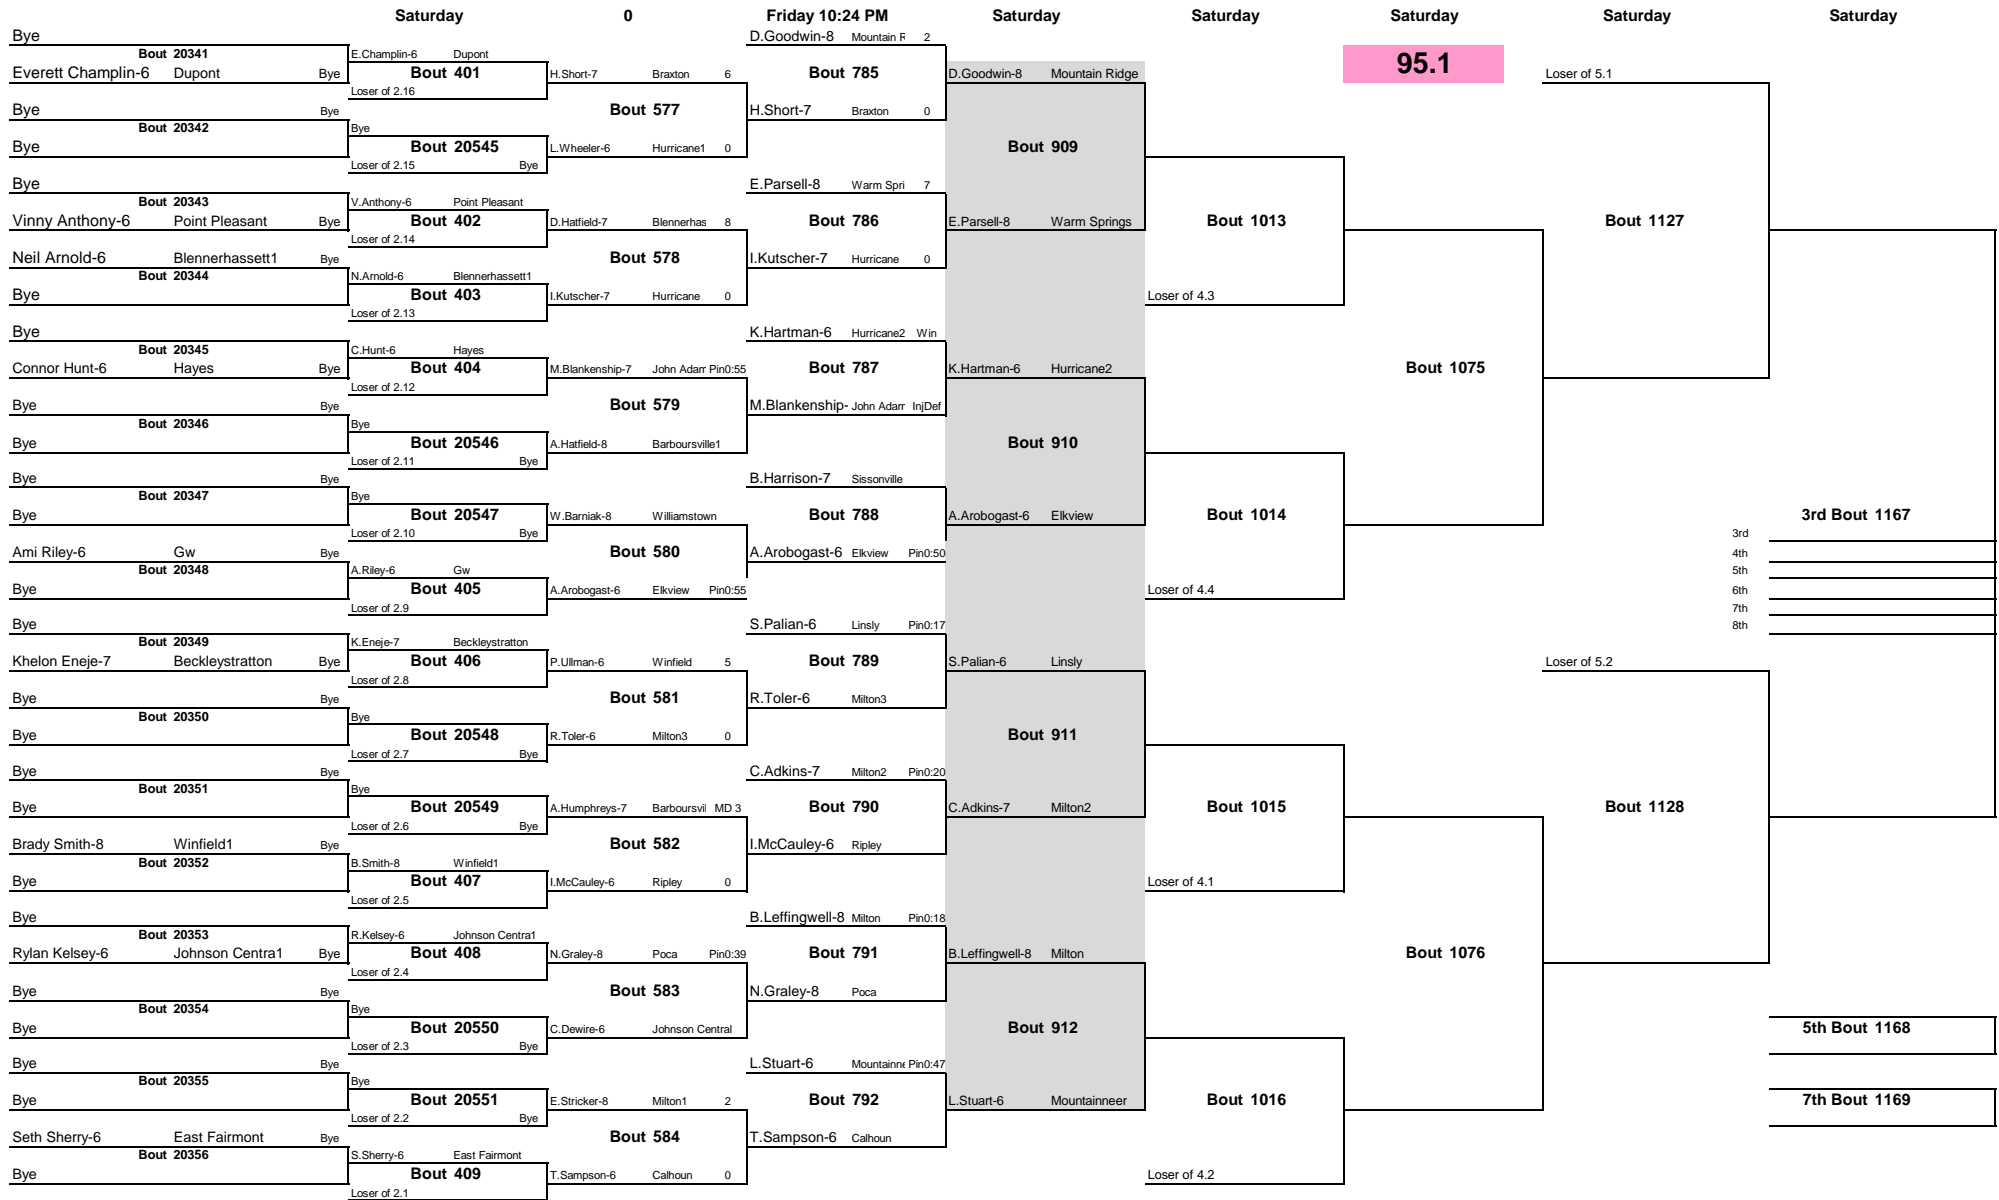 Saturday 0 Friday 10:24 PM Saturday Saturday Saturday Saturday Saturday
Bye D.Goodwin-8 Mountain R 2
Bout 20341 E.Champlin-6 Dupont 95.1
Everett Champlin-6 Dupont Bye Bout 401 H.Short-7 Braxton 6 Bout 785 D.Goodwin-8 Mountain Ridge Loser of 5.1
Loser of 2.16
Bye Bye Bout 577 H.Short-7 Braxton 0
Bout 20342 Bye
Bye Bout 20545 L.Wheeler-6 Hurricane1 0 Bout 909
Loser of 2.15 Bye
Bye E.Parsell-8 Warm Spri 7
Bout 20343 V.Anthony-6 Point Pleasant
Vinny Anthony-6 Point Pleasant Bye Bout 402 D.Hatfield-7 Blennerhas 8 Bout 786 E.Parsell-8 Warm Springs Bout 1013 Bout 1127
Loser of 2.14
Neil Arnold-6 Blennerhassett1 Bye Bout 578 I.Kutscher-7 Hurricane 0
Bout 20344 N.Arnold-6 Blennerhassett1
Bye Bout 403 I.Kutscher-7 Hurricane 0 Loser of 4.3
Loser of 2.13
Bye K.Hartman-6 Hurricane2 Win
Bout 20345 C.Hunt-6 Hayes
Connor Hunt-6 Hayes Bye Bout 404 M.Blankenship-7 John Adam Pin0:55 Bout 787 K.Hartman-6 Hurricane2 Bout 1075
Loser of 2.12
Bye Bye Bout 579 M.Blankenship- John Adam InjDef
Bout 20346 Bye
Bye Bout 20546 A.Hatfield-8 Barboursville1 Bout 910
Loser of 2.11 Bye
Bye Bye B.Harrison-7 Sissonville
Bout 20347 Bye
Bye Bout 20547 W.Barniak-8 Williamstown Bout 788 A.Arobogast-6 Elkview Bout 1014 3rd Bout 1167
Loser of 2.10 Bye 3rd
Ami Riley-6 Gw Bye Bout 580 A.Arobogast-6 Elkview Pin0:50 4th
Bout 20348 A.Riley-6 Gw 5th
Bye Bout 405 A.Arobogast-6 Elkview Pin0:55 Loser of 4.4 6th
Loser of 2.9 7th
Bye S.Palian-6 Linsly Pin0:17 8th
Bout 20349 K.Eneje-7 Beckleystratton
Khelon Eneje-7 Beckleystratton Bye Bout 406 P.Ullman-6 Winfield 5 Bout 789 S.Palian-6 Linsly Loser of 5.2
Loser of 2.8
Bye Bye Bout 581 R.Toler-6 Milton3
Bout 20350 Bye
Bye Bout 20548 R.Toler-6 Milton3 0 Bout 911
Loser of 2.7 Bye
Bye Bye C.Adkins-7 Milton2 Pin0:20
Bout 20351 Bye
Bye Bout 20549 A.Humphreys-7 Barboursvil MD 3 Bout 790 C.Adkins-7 Milton2 Bout 1015 Bout 1128
Loser of 2.6 Bye
Brady Smith-8 Winfield1 Bye Bout 582 I.McCauley-6 Ripley
Bout 20352 B.Smith-8 Winfield1
Bye Bout 407 I.McCauley-6 Ripley 0 Loser of 4.1
Loser of 2.5
Bye B.Leffingwell-8 Milton Pin0:18
Bout 20353 R.Kelsey-6 Johnson Centra1
Rylan Kelsey-6 Johnson Centra1 Bye Bout 408 N.Graley-8 Poca Pin0:39 Bout 791 B.Leffingwell-8 Milton Bout 1076
Loser of 2.4
Bye Bye Bout 583 N.Graley-8 Poca
Bout 20354 Bye
Bye Bout 20550 C.Dewire-6 Johnson Central Bout 912 5th Bout 1168
Loser of 2.3 Bye
Bye Bye L.Stuart-6 Mountainne Pin0:47
Bout 20355 Bye
Bye Bout 20551 E.Stricker-8 Milton1 2 Bout 792 L.Stuart-6 Mountainneer Bout 1016 7th Bout 1169
Loser of 2.2 Bye
Seth Sherry-6 East Fairmont Bye Bout 584 T.Sampson-6 Calhoun
Bout 20356 S.Sherry-6 East Fairmont
Bye Bout 409 T.Sampson-6 Calhoun 0 Loser of 4.2
Loser of 2.1